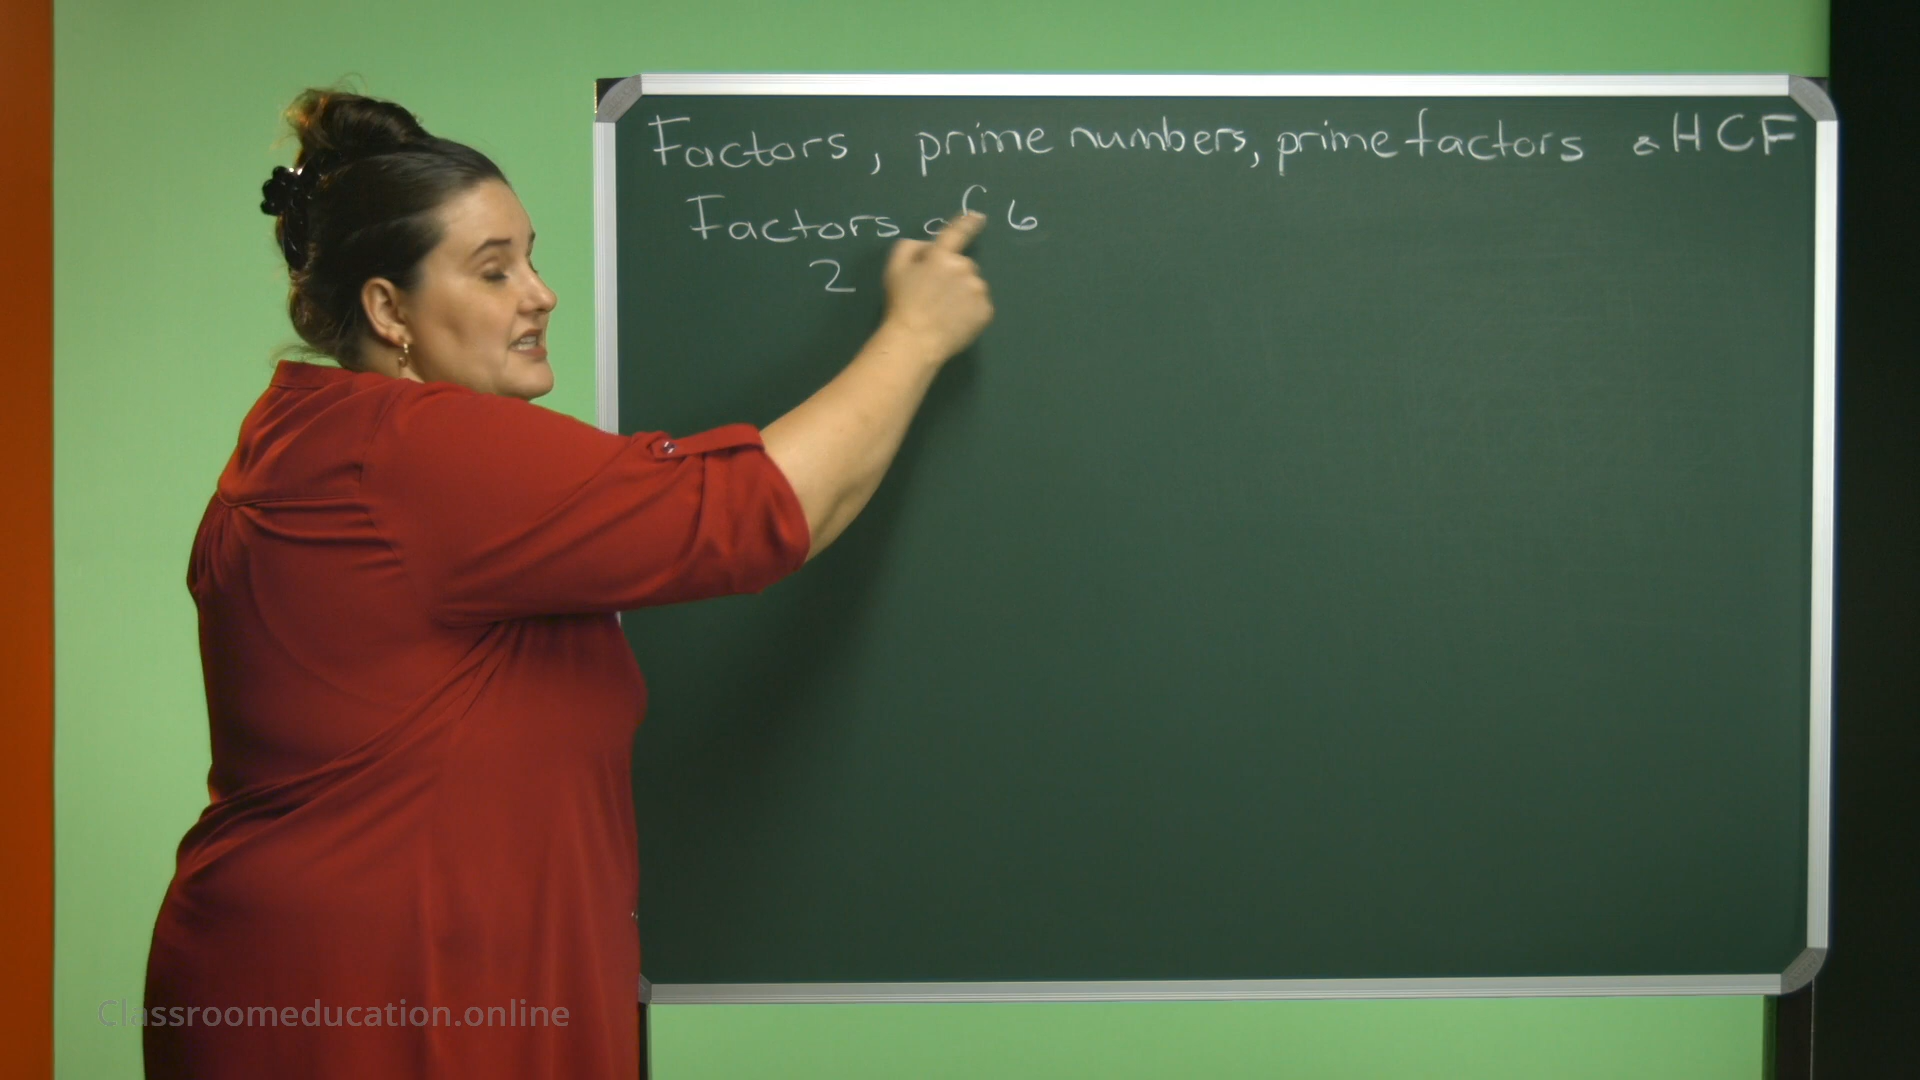 Factors, prime numbers, prime factors & HCF
Factors of 6
2
Classroomeducation.online